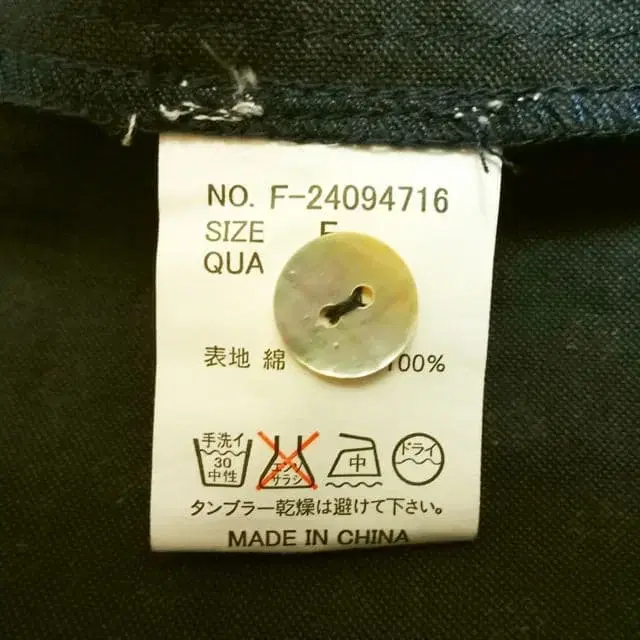 NO. F-24094716
SIZE F
QUA
表地 綿 100%
手洗イ
30
中性
エンソ
サラシ
中
ドライ
タンブラー乾燥は避けて下さい。
MADE IN CHINA